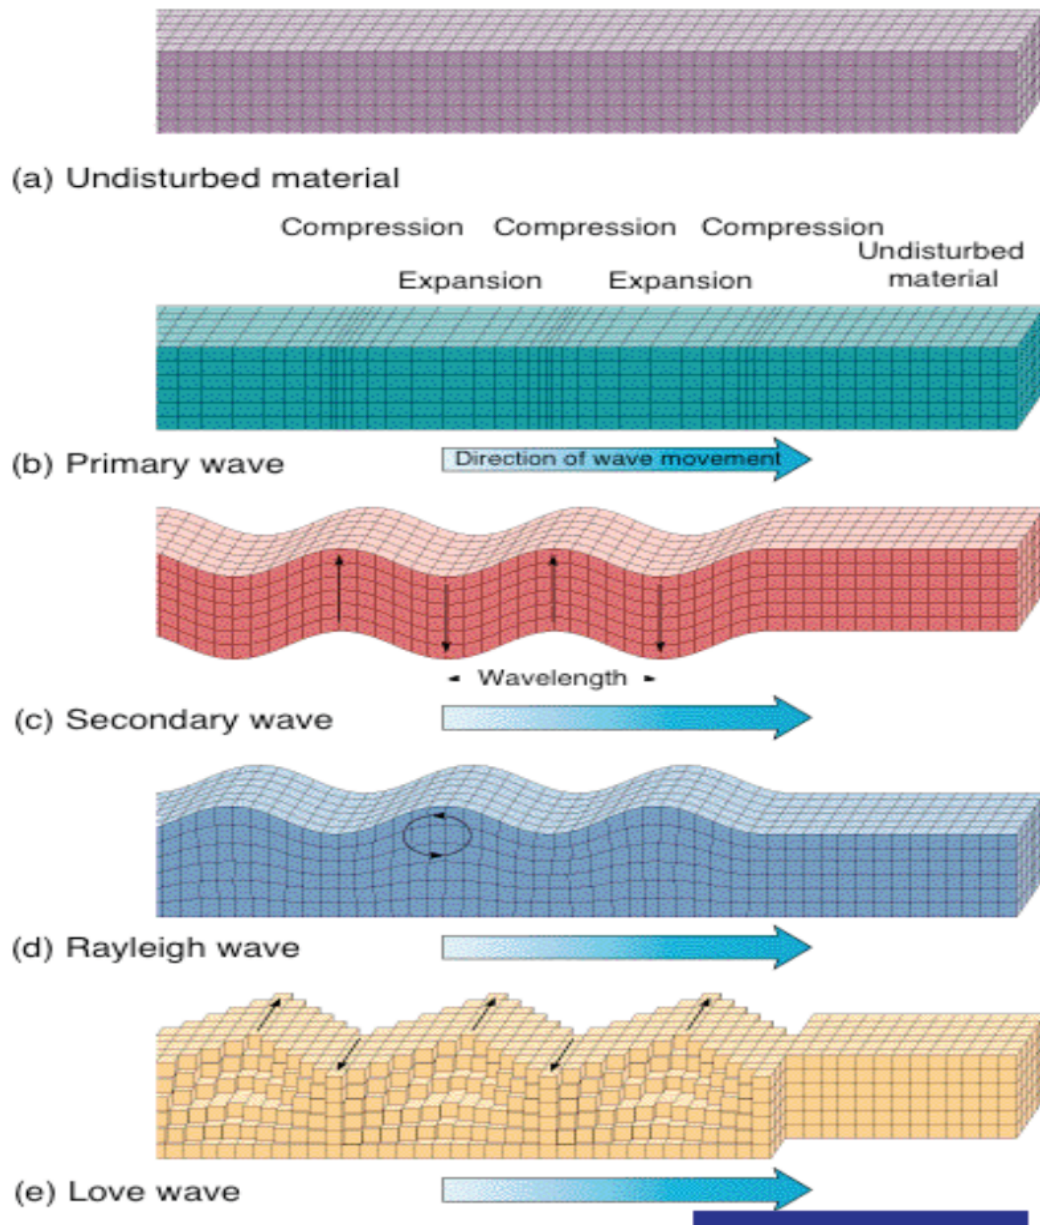 (a) Undisturbed material
Compression Compression Compression
Undisturbed
material
Expansion Expansion
(b) Primary wave
Direction of wave movement
Wavelength
(c) Secondary wave
(d) Rayleigh wave
(e) Love wave